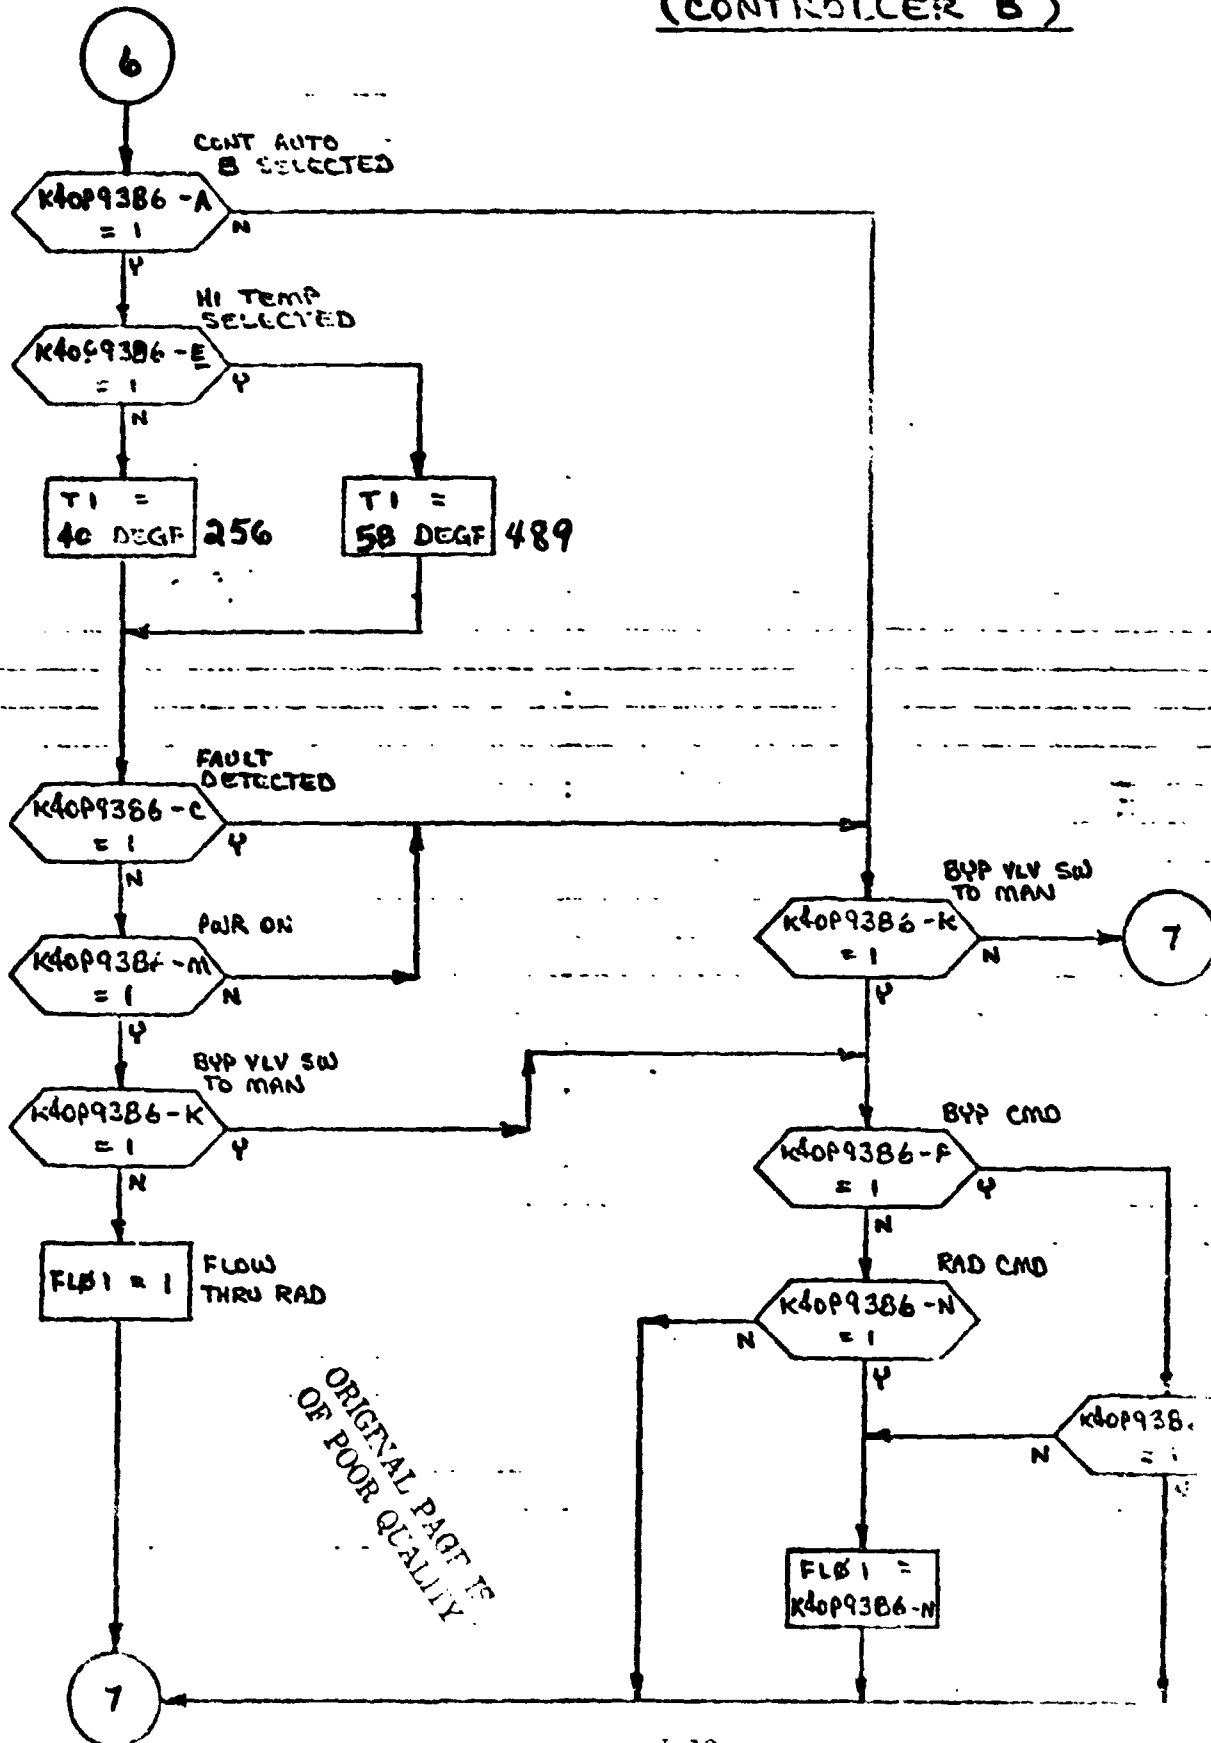 (CONTROLLER B)
6
CONT AUTO
B SELECTED
K40P9386-A
= 1
N
Y
HI TEMP
SELECTED
K40P9386-E
= 1
Y
N
T1 =
40 DEGF
256
T1 =
58 DEGF
489
FAULT
DETECTED
K40P9386-C
= 1
Y
N
PWR ON
K40P9386-M
= 1
N
Y
BYP VLV SW
TO MAN
K40P9386-K
= 1
N
7
Y
BYP VLV SW
TO MAN
K40P9386-K
= 1
Y
N
BYP CMD
K40P9386-F
= 1
Y
N
FLØ1 = 1
FLOW
THRU RAD
RAD CMD
K40P9386-N
= 1
N
Y
K40P938
=
N
FLØ1 =
K40P9386-N
ORIGINAL PAGE IS
OF POOR QUALITY
7